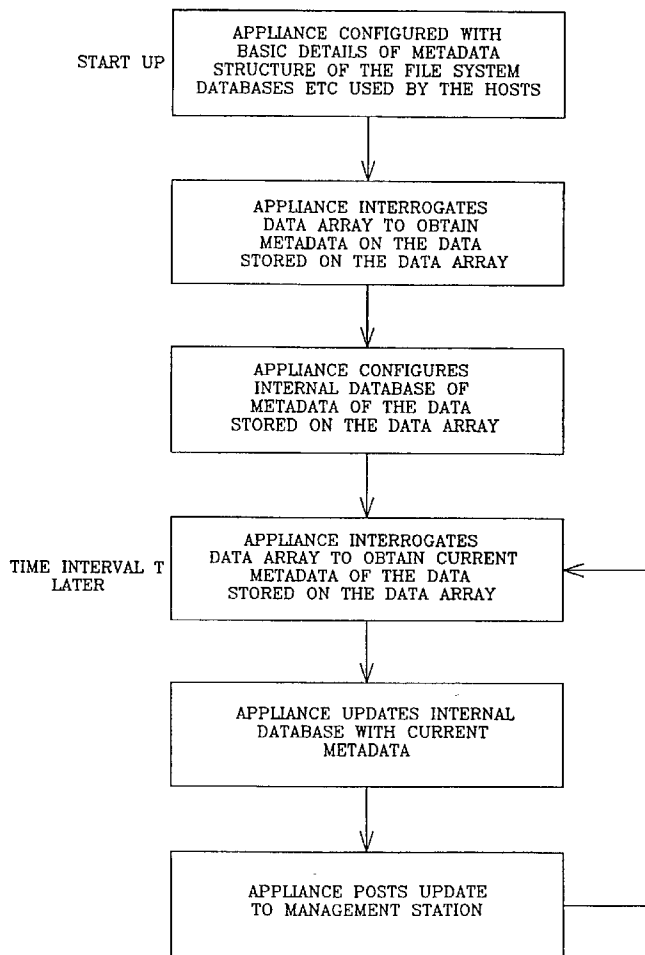 START UP
APPLIANCE CONFIGURED WITH
BASIC DETAILS OF METADATA
STRUCTURE OF THE FILE SYSTEM
DATABASES ETC USED BY THE HOSTS
APPLIANCE INTERROGATES
DATA ARRAY TO OBTAIN
METADATA ON THE DATA
STORED ON THE DATA ARRAY
APPLIANCE CONFIGURES
INTERNAL DATABASE OF
METADATA OF THE DATA
STORED ON THE DATA ARRAY
TIME INTERVAL T
LATER
APPLIANCE INTERROGATES
DATA ARRAY TO OBTAIN CURRENT
METADATA OF THE DATA
STORED ON THE DATA ARRAY
APPLIANCE UPDATES INTERNAL
DATABASE WITH CURRENT
METADATA
APPLIANCE POSTS UPDATE
TO MANAGEMENT STATION